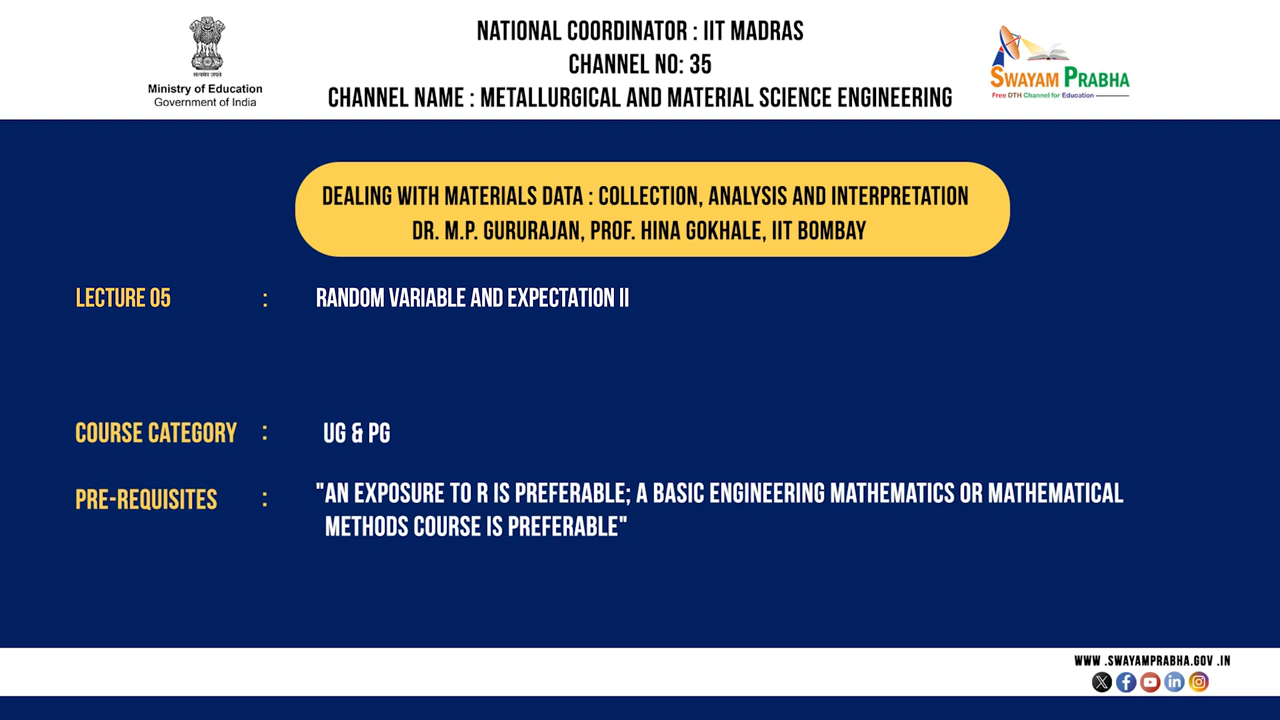 सत्यमेव जयते
Ministry of Education
Government of India
NATIONAL COORDINATOR : IIT MADRAS
CHANNEL NO: 35
CHANNEL NAME : METALLURGICAL AND MATERIAL SCIENCE ENGINEERING
SWAYAM PRABHA
Free DTH Channel for Education
DEALING WITH MATERIALS DATA : COLLECTION, ANALYSIS AND INTERPRETATION
DR. M.P. GURURAJAN, PROF. HINA GOKHALE, IIT BOMBAY
LECTURE 05 : RANDOM VARIABLE AND EXPECTATION II
COURSE CATEGORY : UG & PG
PRE-REQUISITES : "AN EXPOSURE TO R IS PREFERABLE; A BASIC ENGINEERING MATHEMATICS OR MATHEMATICAL
METHODS COURSE IS PREFERABLE"
WWW .SWAYAMPRABHA.GOV .IN